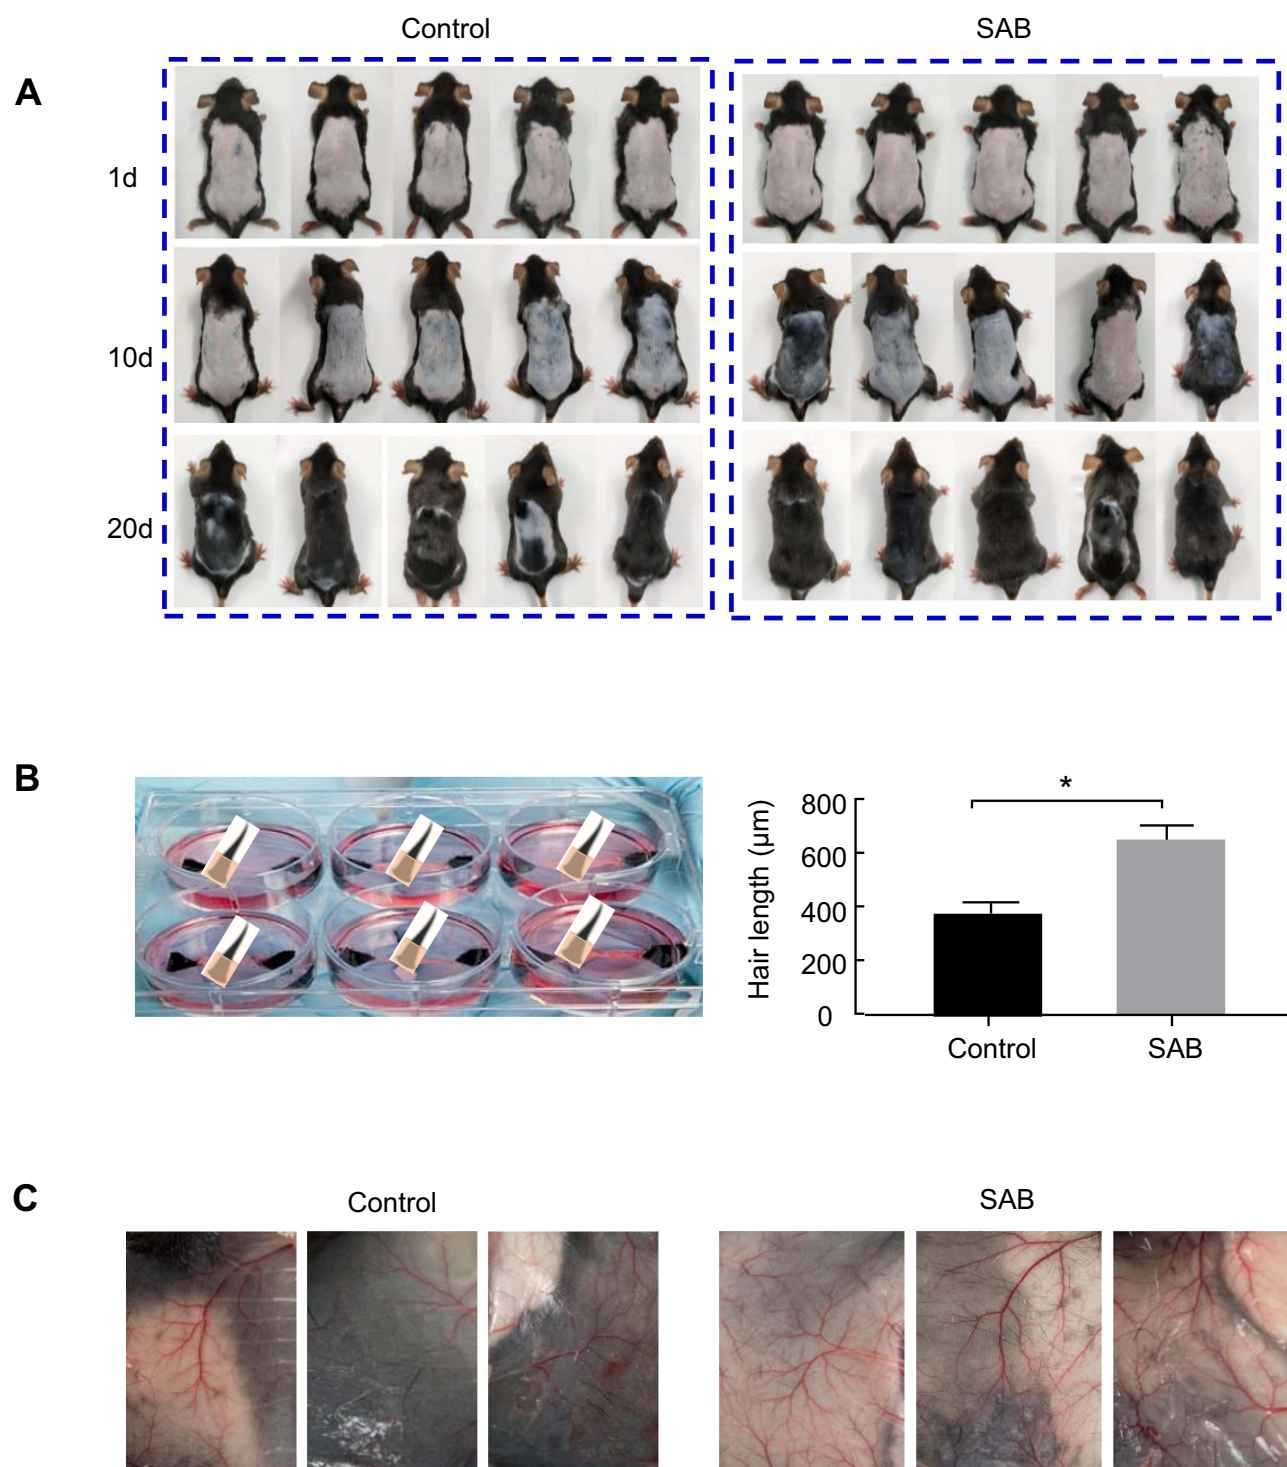 Control
SAB
A
1d
10d
20d
B
*
Hair length (µm)
800
600
400
200
0
Control
SAB
C
Control
SAB